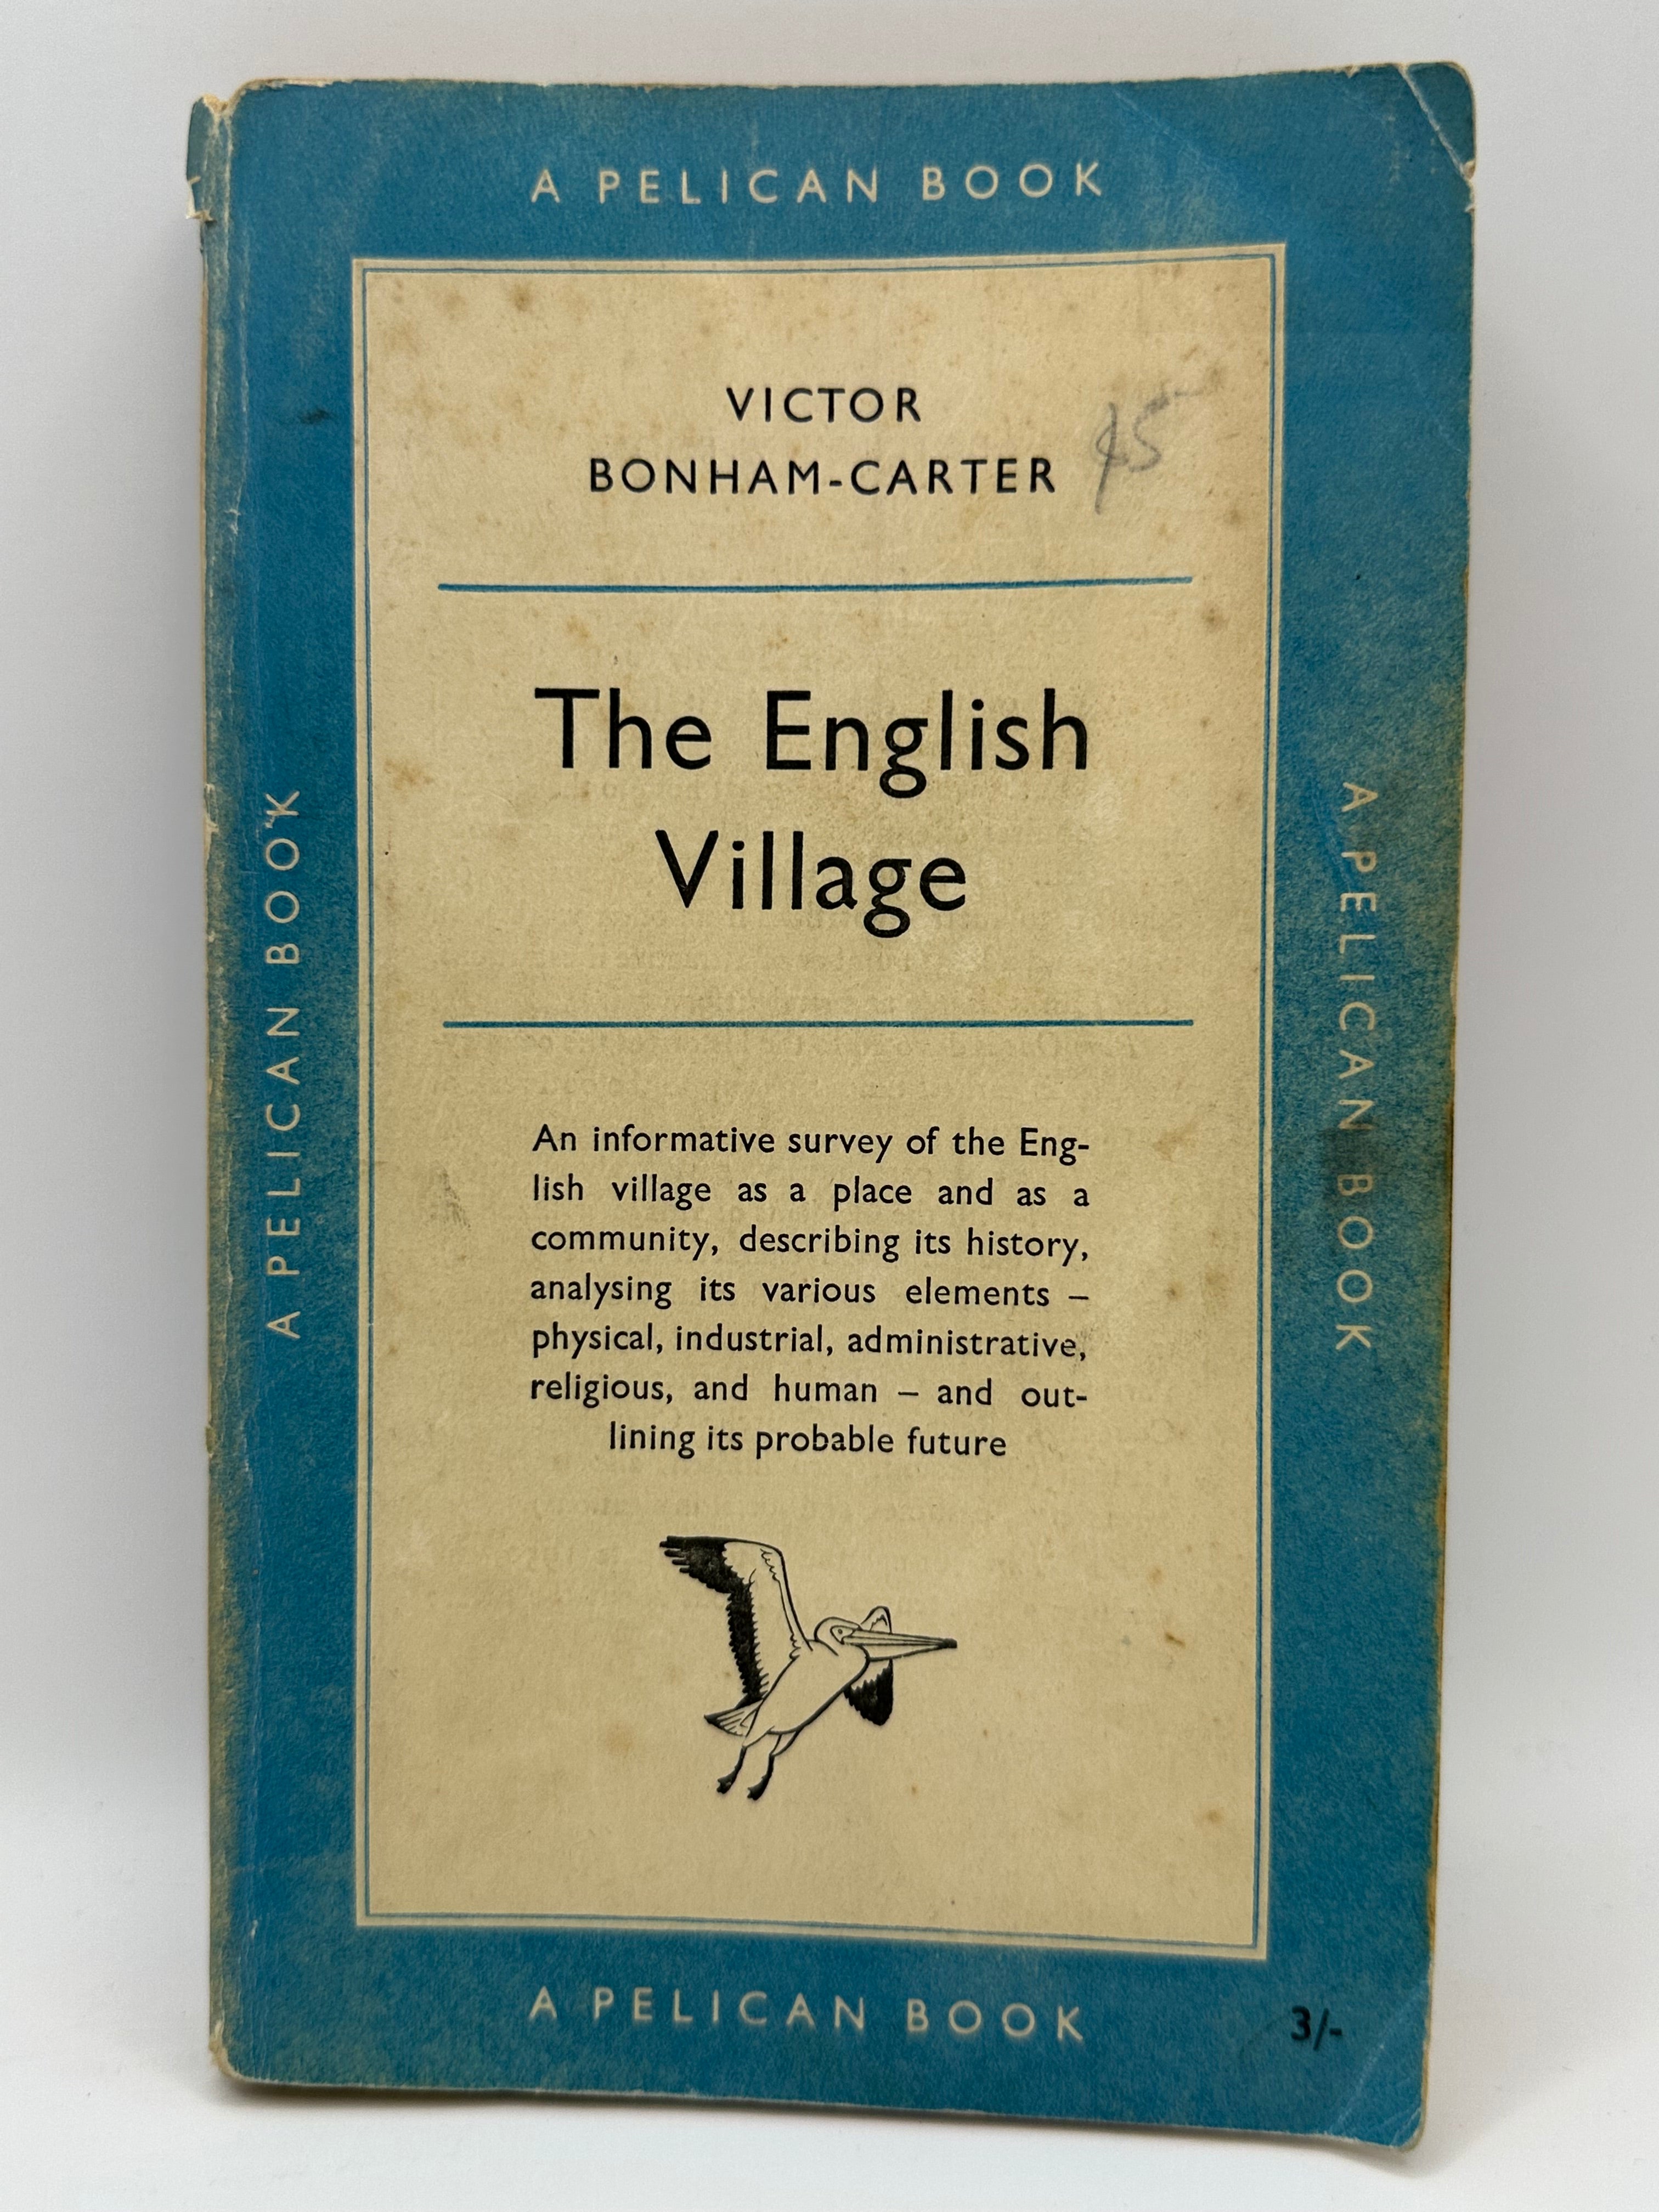 A PELICAN BOOK
VICTOR
BONHAM-CARTER
45
The English
Village
An informative survey of the Eng-
lish village as a place and as a
community, describing its history,
analysing its various elements –
physical, industrial, administrative,
religious, and human – and out-
lining its probable future
A PELICAN BOOK
A PELICAN BOOK
A PELICAN BOOK
3/-